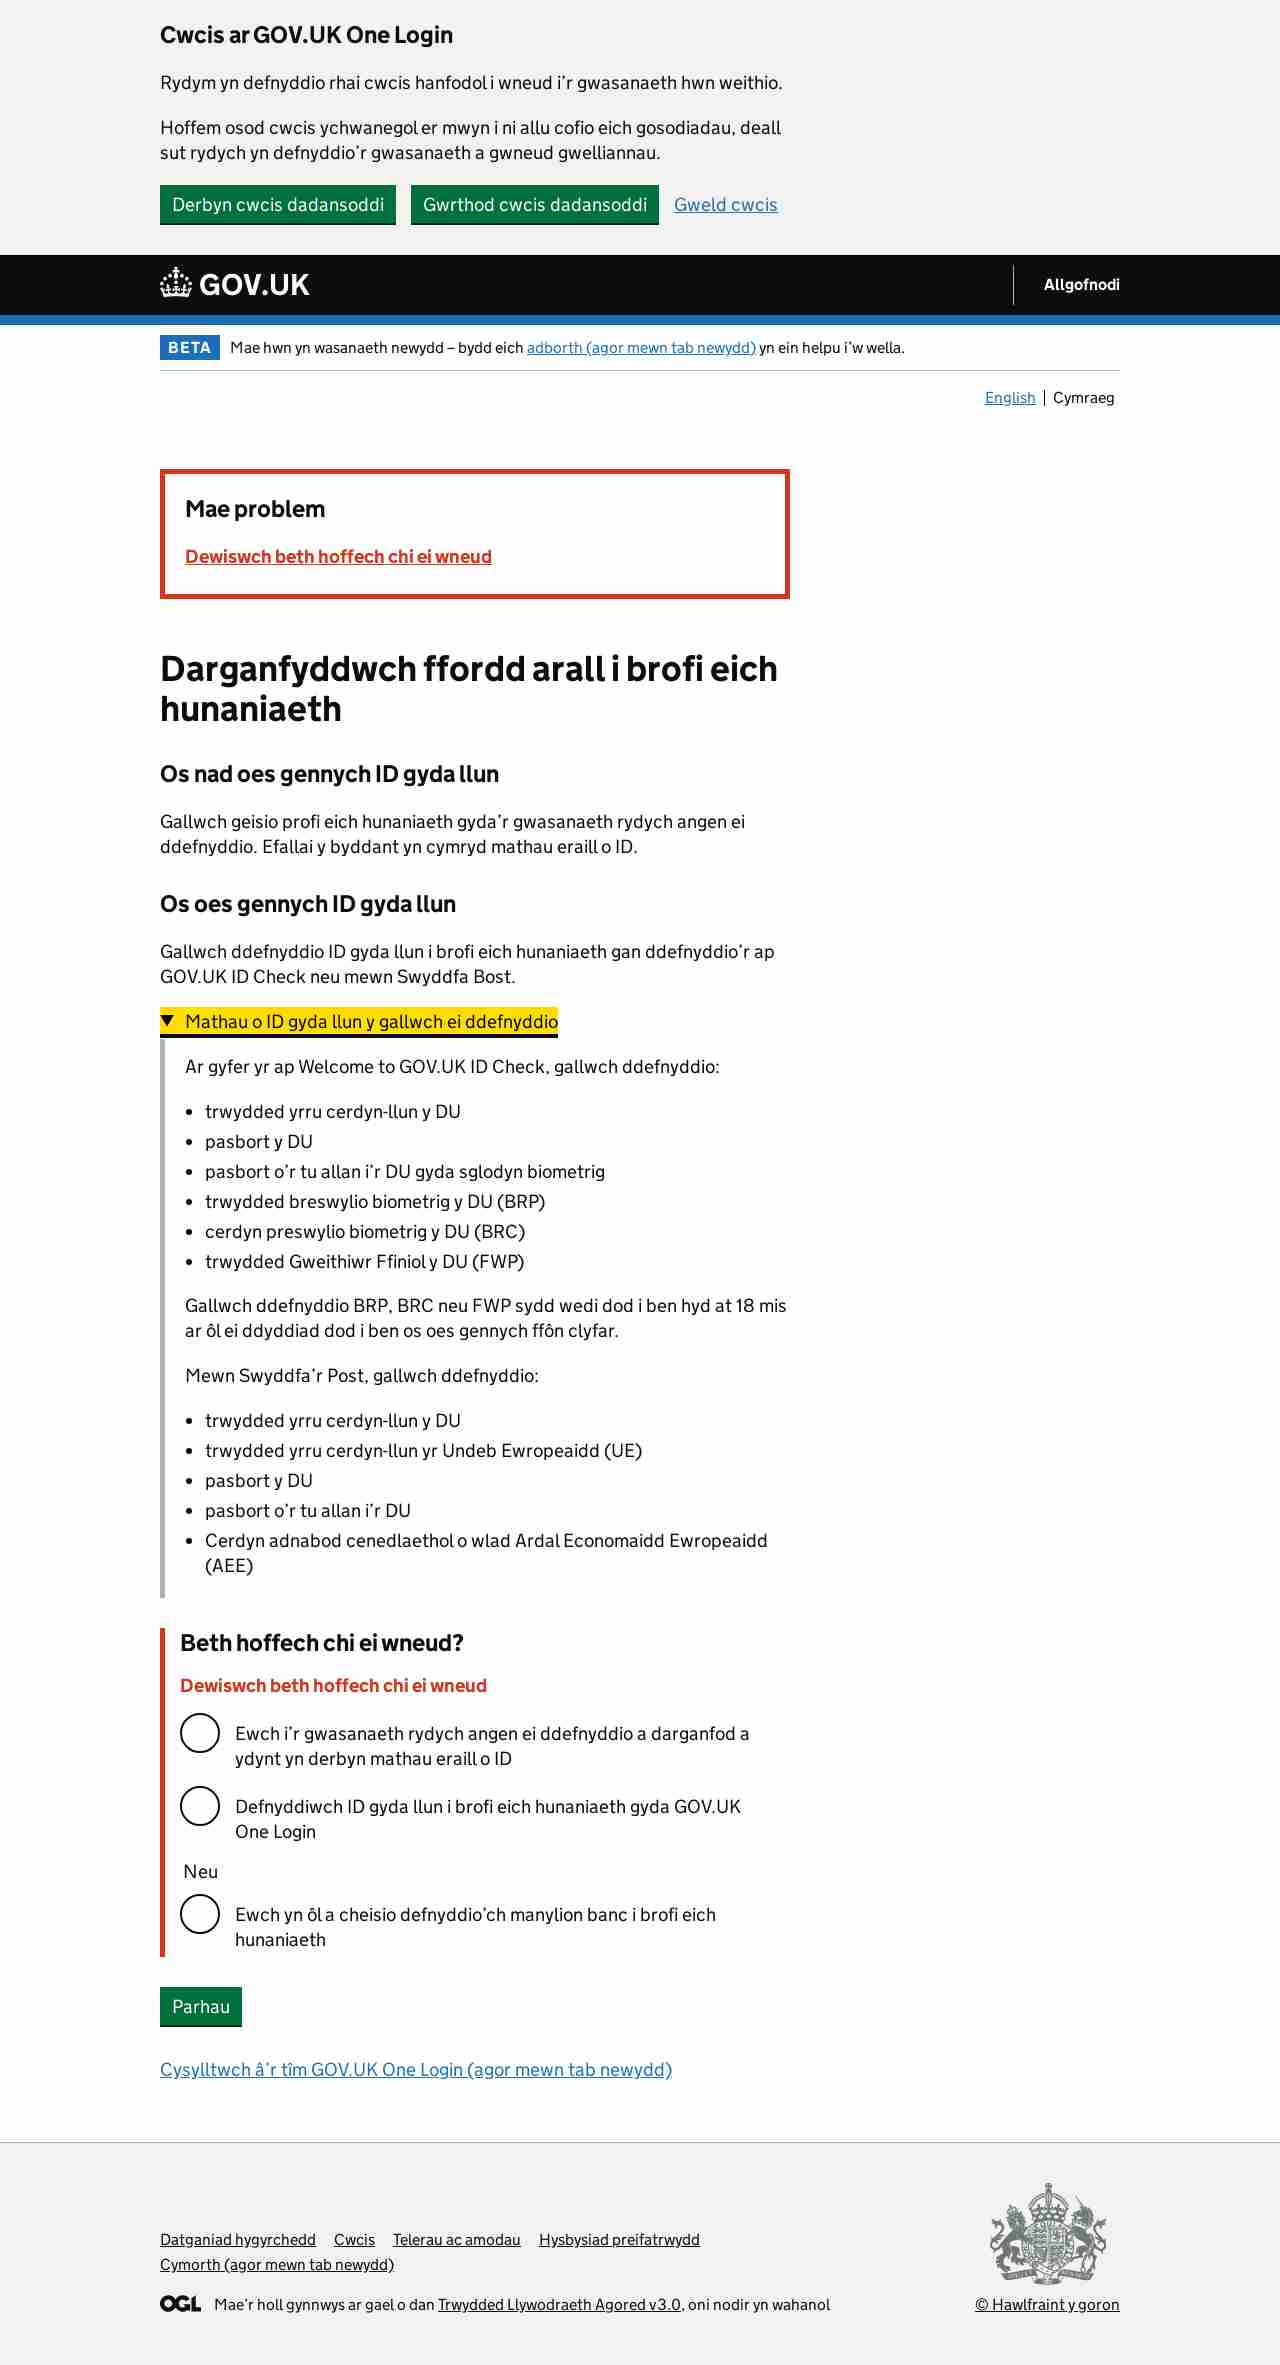 Cwcis ar GOV.UK One Login
Rydym yn defnyddio rhai cwcis hanfodol i wneud i’r gwasanaeth hwn weithio.
Hoffem osod cwcis ychwanegol er mwyn i ni allu cofio eich gosodiadau, deall
sut rydych yn defnyddio’r gwasanaeth a gwneud gwelliannau.
Derbyn cwcis dadansoddi Gwrthod cwcis dadansoddi Gweld cwcis
GOV.UK Allgofnodi
BETA Mae hwn yn wasanaeth newydd – bydd eich adborth (agor mewn tab newydd) yn ein helpu i’w wella.
English Cymraeg
Mae problem
Dewiswch beth hoffech chi ei wneud
Darganfyddwch ffordd arall i brofi eich
hunaniaeth
Os nad oes gennych ID gyda llun
Gallwch geisio profi eich hunaniaeth gyda’r gwasanaeth rydych angen ei
ddefnyddio. Efallai y byddant yn cymryd mathau eraill o ID.
Os oes gennych ID gyda llun
Gallwch ddefnyddio ID gyda llun i brofi eich hunaniaeth gan ddefnyddio’r ap
GOV.UK ID Check neu mewn Swyddfa Bost.
Mathau o ID gyda llun y gallwch ei ddefnyddio
Ar gyfer yr ap Welcome to GOV.UK ID Check, gallwch ddefnyddio:
• trwydded yrru cerdyn-llun y DU
• pasbort y DU
• pasbort o’r tu allan i’r DU gyda sglodyn biometrig
• trwydded breswylio biometrig y DU (BRP)
• cerdyn preswylio biometrig y DU (BRC)
• trwydded Gweithiwr Ffiniol y DU (FWP)
Gallwch ddefnyddio BRP, BRC neu FWP sydd wedi dod i ben hyd at 18 mis
ar ôl ei ddyddiad dod i ben os oes gennych ffôn clyfar.
Mewn Swyddfa’r Post, gallwch ddefnyddio:
• trwydded yrru cerdyn-llun y DU
• trwydded yrru cerdyn-llun yr Undeb Ewropeaidd (UE)
• pasbort y DU
• pasbort o’r tu allan i’r DU
• Cerdyn adnabod cenedlaethol o wlad Ardal Economaidd Ewropeaidd
(AEE)
Beth hoffech chi ei wneud?
Dewiswch beth hoffech chi ei wneud
Ewch i’r gwasanaeth rydych angen ei ddefnyddio a darganfod a
ydynt yn derbyn mathau eraill o ID
Defnyddiwch ID gyda llun i brofi eich hunaniaeth gyda GOV.UK
One Login
Neu
Ewch yn ôl a cheisio defnyddio’ch manylion banc i brofi eich
hunaniaeth
Parhau
Cysylltwch â’r tîm GOV.UK One Login (agor mewn tab newydd)
Datganiad hygyrchedd Cwcis Telerau ac amodau Hysbysiad preifatrwydd
Cymorth (agor mewn tab newydd)
OGL Mae’r holl gynnwys ar gael o dan Trwydded Llywodraeth Agored v3.0, oni nodir yn wahanol
© Hawlfraint y goron